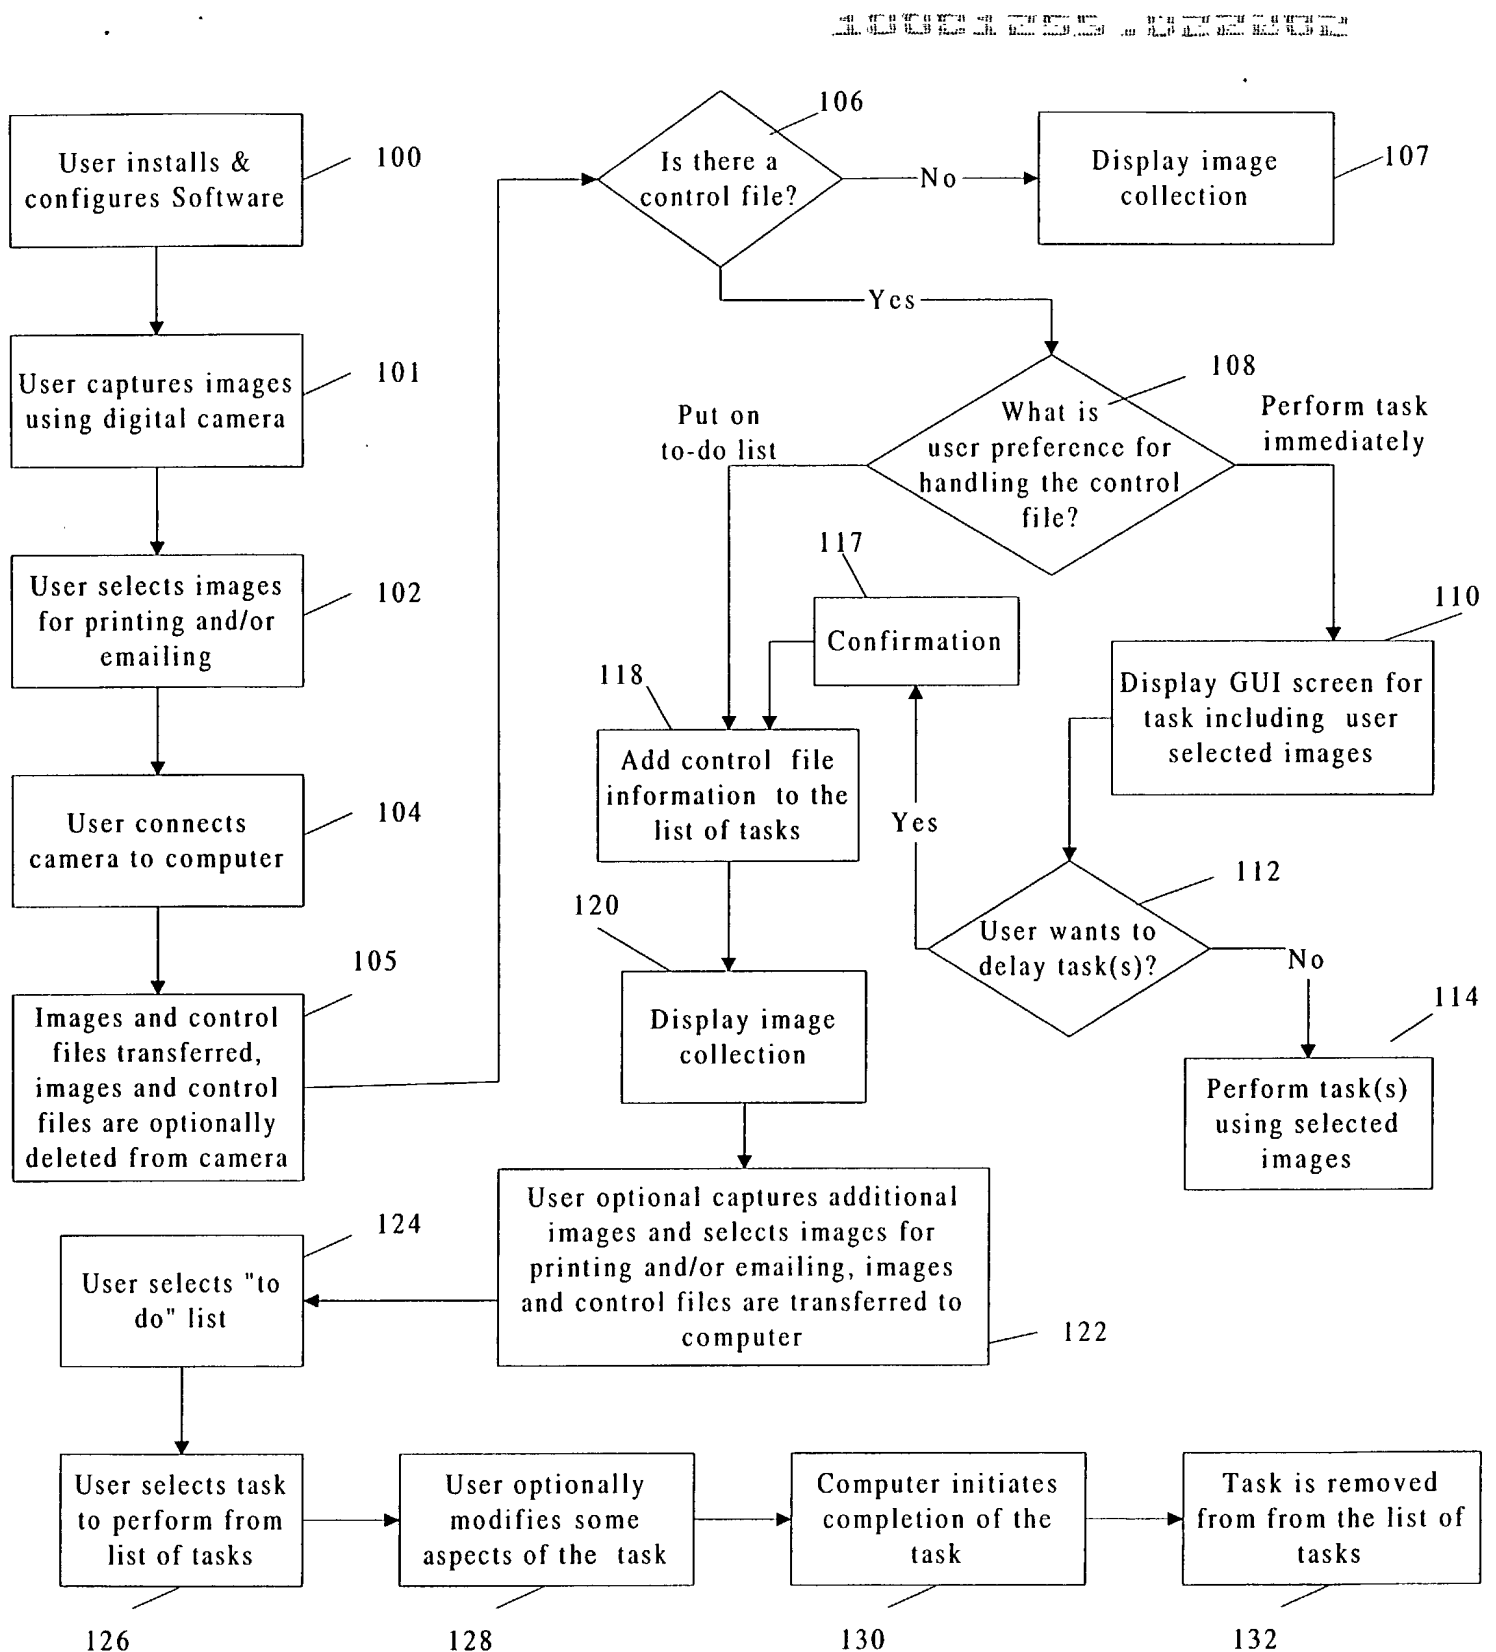 10081255.022202
User installs &
configures Software
100
User captures images
using digital camera
101
User selects images
for printing and/or
emailing
102
User connects
camera to computer
104
Images and control
files transferred,
images and control
files are optionally
deleted from camera
105
Is there a
control file?
106
No
Display image
collection
107
Yes
What is
user preference for
handling the control
file?
108
Put on
to-do list
Perform task
immediately
Display GUI screen for
task including user
selected images
110
User wants to
delay task(s)?
112
Yes
No
Perform task(s)
using selected
images
114
Confirmation
117
Add control file
information to the
list of tasks
118
Display image
collection
120
User optional captures additional
images and selects images for
printing and/or emailing, images
and control files are transferred to
computer
122
User selects "to
do" list
124
User selects task
to perform from
list of tasks
126
User optionally
modifies some
aspects of the task
128
Computer initiates
completion of the
task
130
Task is removed
from from the list of
tasks
132